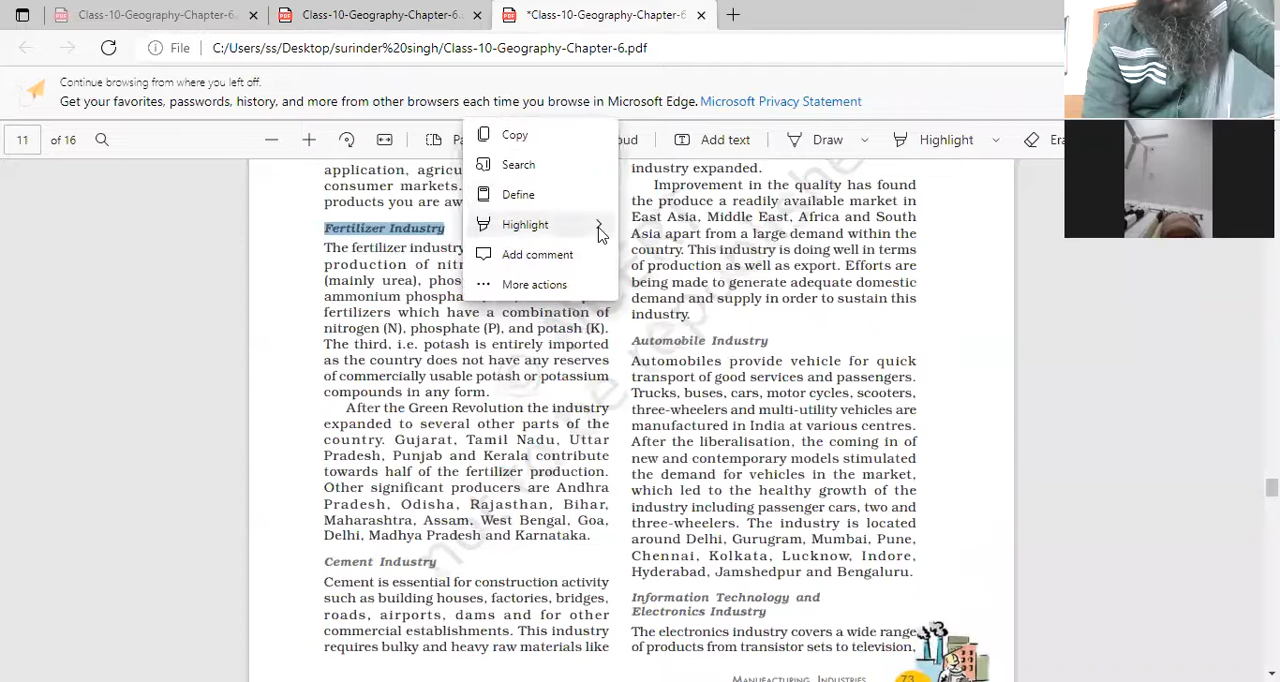 Class-10-Geography-Chapter-6.
Class-10-Geography-Chapter-6
*Class-10-Geography-Chapter-6
File
C:/Users/ss/Desktop/surinder%20singh/Class-10-Geography-Chapter-6.pdf
Continue browsing from where you left off.
Get your favorites, passwords, history, and more from other browsers each time you browse in Microsoft Edge. Microsoft Privacy Statement
11 of 16
Add text
Draw
Highlight
Copy
Search
Define
Highlight
Add comment
More actions
application, agricu
consumer markets.
products you are aw
Fertilizer Industry
The fertilizer industry
production of nitr
(mainly urea), phos
ammonium phospha
fertilizers which have a combination of
nitrogen (N), phosphate (P), and potash (K).
The third, i.e. potash is entirely imported
as the country does not have any reserves
of commercially usable potash or potassium
compounds in any form.
After the Green Revolution the industry
expanded to several other parts of the
country. Gujarat, Tamil Nadu, Uttar
Pradesh, Punjab and Kerala contribute
towards half of the fertilizer production.
Other significant producers are Andhra
Pradesh, Odisha, Rajasthan, Bihar,
Maharashtra, Assam, West Bengal, Goa,
Delhi, Madhya Pradesh and Karnataka.
Cement Industry
Cement is essential for construction activity
such as building houses, factories, bridges,
roads, airports, dams and for other
commercial establishments. This industry
requires bulky and heavy raw materials like
industry expanded.
Improvement in the quality has found
the produce a readily available market in
East Asia, Middle East, Africa and South
Asia apart from a large demand within the
country. This industry is doing well in terms
of production as well as export. Efforts are
being made to generate adequate domestic
demand and supply in order to sustain this
industry.
Automobile Industry
Automobiles provide vehicle for quick
transport of good services and passengers.
Trucks, buses, cars, motor cycles, scooters,
three-wheelers and multi-utility vehicles are
manufactured in India at various centres.
After the liberalisation, the coming in of
new and contemporary models stimulated
the demand for vehicles in the market,
which led to the healthy growth of the
industry including passenger cars, two and
three-wheelers. The industry is located
around Delhi, Gurugram, Mumbai, Pune,
Chennai, Kolkata, Lucknow, Indore,
Hyderabad, Jamshedpur and Bengaluru.
Information Technology and
Electronics Industry
The electronics industry covers a wide range
of products from transistor sets to television,
Manufacturing Industries 73